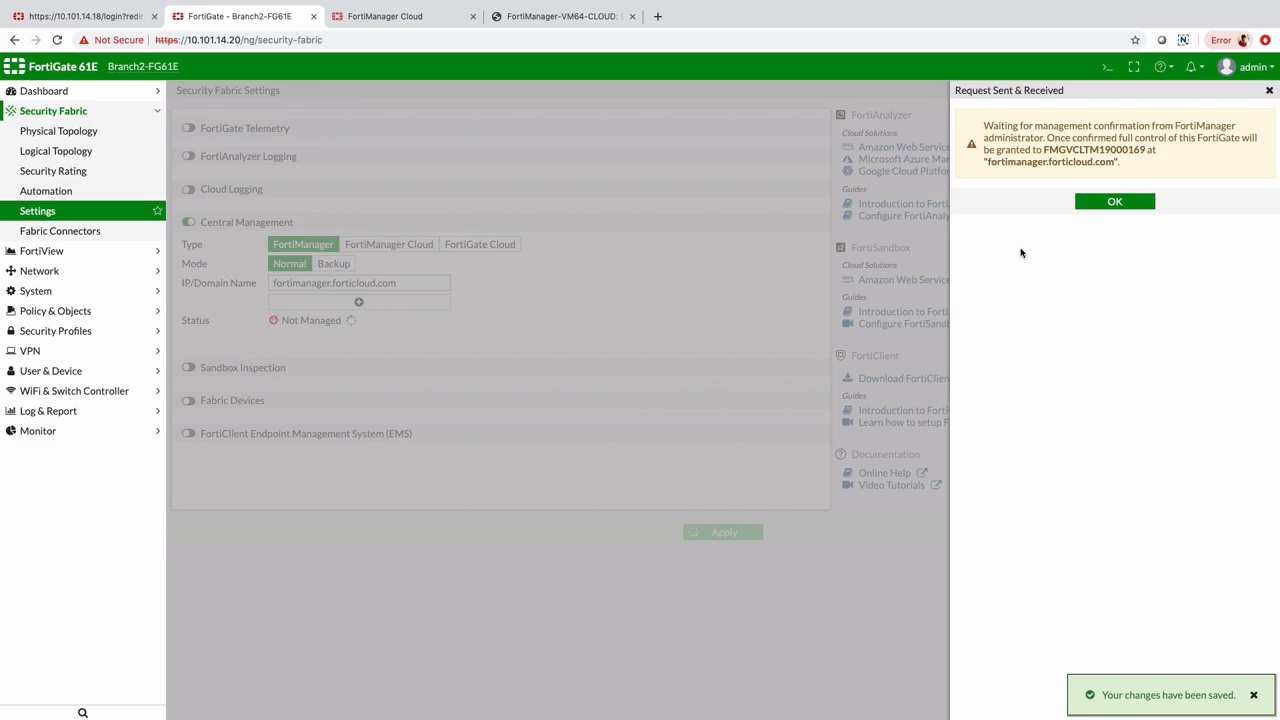 https://10.101.14.18/login?redi
FortiGate - Branch2-FG61E
FortiManager Cloud
FortiManager-VM64-CLOUD:
Not Secure
https://10.101.14.20/ng/security-fabric
Error
FortiGate 61E
Branch2-FG61E
admin
Dashboard
Security Fabric
Physical Topology
Logical Topology
Security Rating
Automation
Settings
Fabric Connectors
FortiView
Network
System
Policy & Objects
Security Profiles
VPN
User & Device
WiFi & Switch Controller
Log & Report
Monitor
Security Fabric Settings
FortiGate Telemetry
FortiAnalyzer Logging
Cloud Logging
Central Management
Type FortiManager FortiManager Cloud FortiGate Cloud
Mode Normal Backup
IP/Domain Name fortimanager.forticloud.com
Status Not Managed
Sandbox Inspection
Fabric Devices
FortiClient Endpoint Management System (EMS)
Apply
FortiAnalyzer
Cloud Solutions
Amazon Web Service
Microsoft Azure Mar
Google Cloud Platfor
Guides
Introduction to Forti
Configure FortiAnaly
FortiSandbox
Cloud Solutions
Amazon Web Service
Guides
Introduction to Forti
Configure FortiSandb
FortiClient
Download FortiClien
Guides
Introduction to Forti
Learn how to setup F
Documentation
Online Help
Video Tutorials
Request Sent & Received
Waiting for management confirmation from FortiManager
administrator. Once confirmed full control of this FortiGate will
be granted to FMGVCLTM19000169 at
"fortimanager.forticloud.com".
OK
Your changes have been saved.